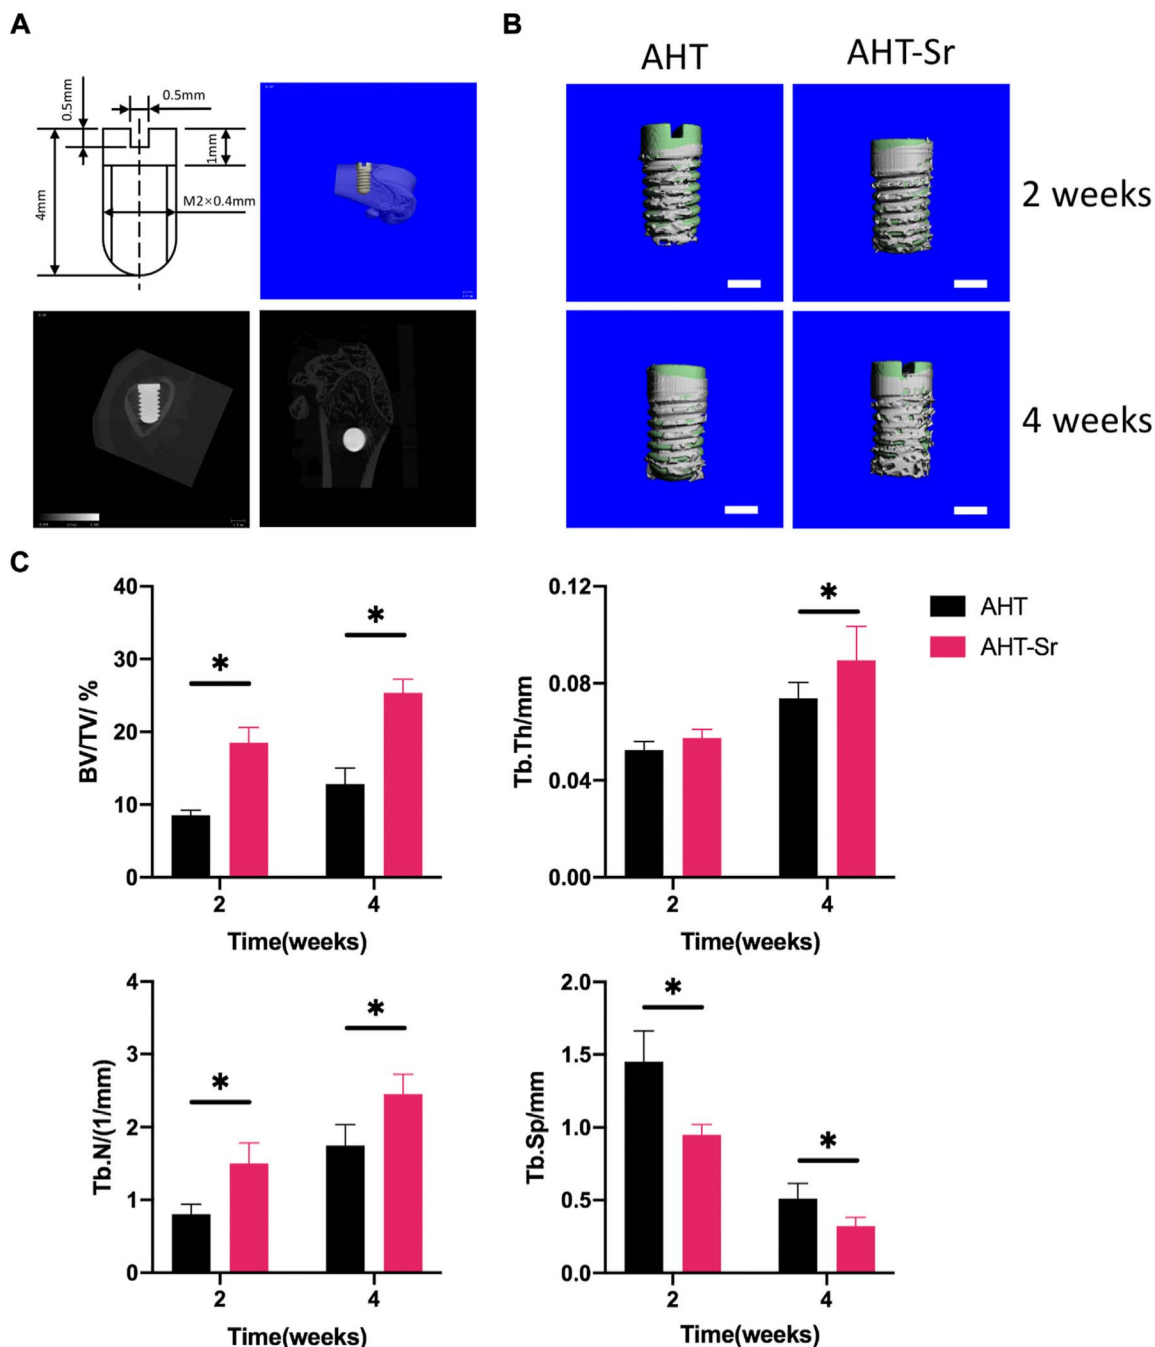 A
B
AHT
AHT-Sr
0.5mm
0.5mm
1mm
4mm
M2×0.4mm
2 weeks
4 weeks
C
40
30
20
10
0
BV/TV/ %
2
4
Time(weeks)
*
*
0.12
0.08
0.04
0.00
Tb.Th/mm
2
4
Time(weeks)
*
AHT
AHT-Sr
4
3
2
1
0
Tb.N/(1/mm)
2
4
Time(weeks)
*
*
2.0
1.5
1.0
0.5
0.0
Tb.Sp/mm
2
4
Time(weeks)
*
*